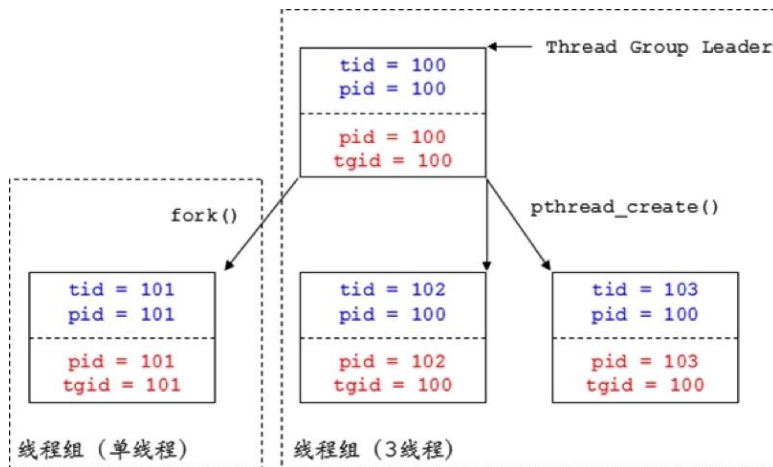 tid = 100
pid = 100
pid = 100
tgid = 100
Thread Group Leader
fork()
pthread_create()
tid = 101
pid = 101
pid = 101
tgid = 101
tid = 102
pid = 100
pid = 102
tgid = 100
tid = 103
pid = 100
pid = 103
tgid = 100
线程组 (单线程)
线程组 (3线程)